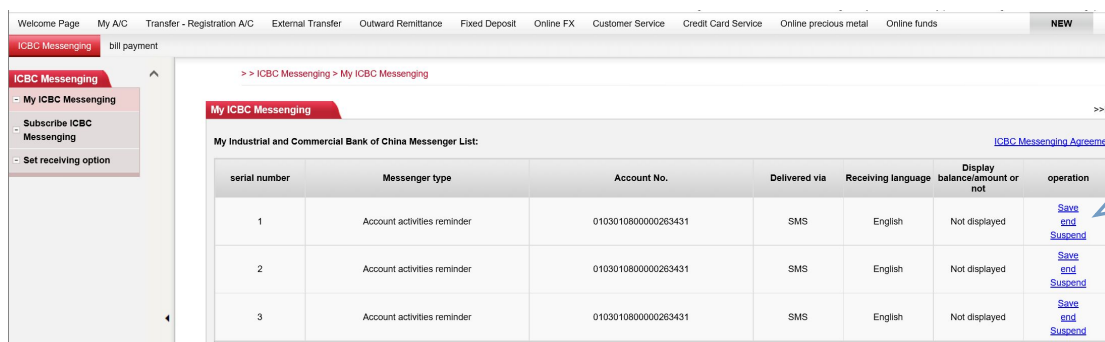 Welcome Page My A/C Transfer - Registration A/C External Transfer Outward Remittance Fixed Deposit Online FX Customer Service Credit Card Service Online precious metal Online funds NEW
ICBC Messenging bill payment
ICBC Messenging
My ICBC Messenging
Subscribe ICBC
Messenging
Set receiving option
> > ICBC Messenging > My ICBC Messenging
My ICBC Messenging >>
My Industrial and Commercial Bank of China Messenger List: ICBC Messenging Agreeme
serial number Messenger type Account No. Delivered via Receiving language Display balance/amount or not operation
1 Account activities reminder 0103010800000263431 SMS English Not displayed Save
end
Suspend
2 Account activities reminder 0103010800000263431 SMS English Not displayed Save
end
Suspend
3 Account activities reminder 0103010800000263431 SMS English Not displayed Save
end
Suspend